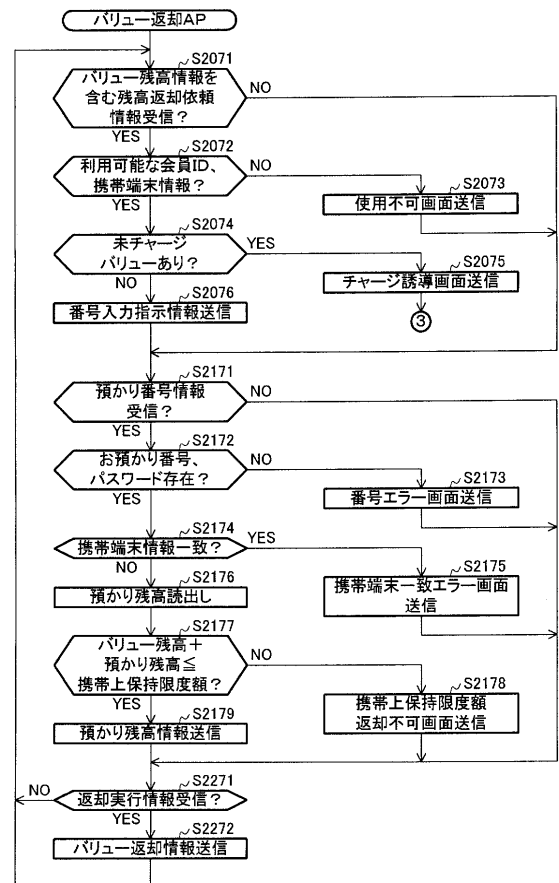 バリュー返却AP
S2071
バリュー残高情報を
含む残高返却依頼
情報受信?
NO
YES
S2072
利用可能な会員ID、
携帯端末情報?
NO
YES
S2073
使用不可画面送信
S2074
未チャージ
バリューあり?
YES
NO
S2075
チャージ誘導画面送信
③
S2076
番号入力指示情報送信
S2171
預かり番号情報
受信?
NO
YES
S2172
お預かり番号、
パスワード存在?
NO
YES
S2173
番号エラー画面送信
S2174
携帯端末情報一致?
YES
NO
S2175
携帯端末一致エラー画面
送信
S2176
預かり残高読出し
S2177
バリュー残高+
預かり残高≦
携帯上保持限度額?
NO
YES
S2178
携帯上保持限度額
返却不可画面送信
S2179
預かり残高情報送信
S2271
返却実行情報受信?
NO
YES
S2272
バリュー返却情報送信